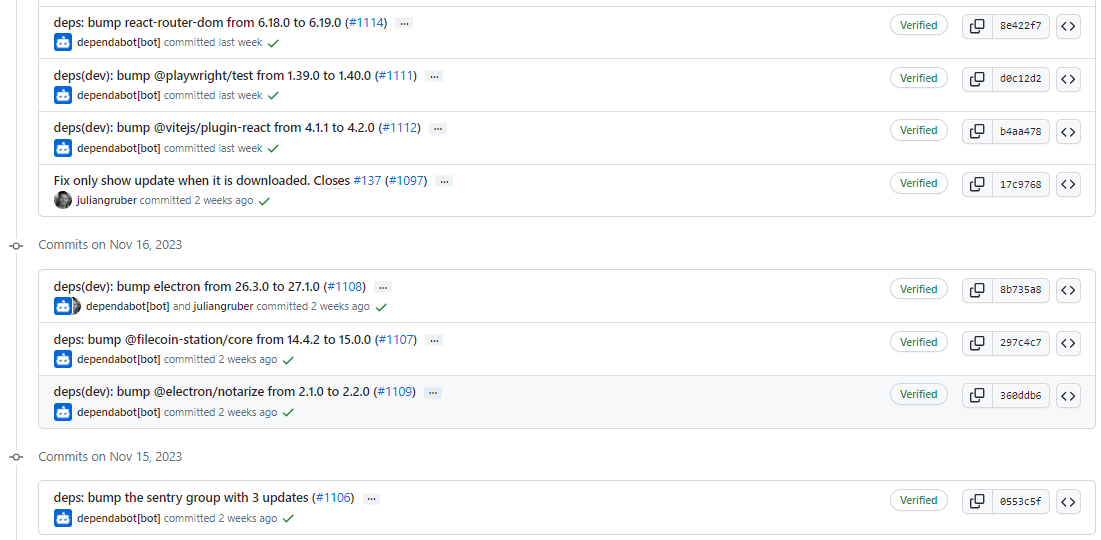 deps: bump react-router-dom from 6.18.0 to 6.19.0 (#1114) ...
Verified 8e422f7
dependabot[bot] committed last week
deps(dev): bump @playwright/test from 1.39.0 to 1.40.0 (#1111) ...
Verified d0c12d2
dependabot[bot] committed last week
deps(dev): bump @vitejs/plugin-react from 4.1.1 to 4.2.0 (#1112) ...
Verified b4aa478
dependabot[bot] committed last week
Fix only show update when it is downloaded. Closes #137 (#1097) ...
Verified 17c9768
juliangruber committed 2 weeks ago
Commits on Nov 16, 2023
deps(dev): bump electron from 26.3.0 to 27.1.0 (#1108) ...
Verified 8b735a8
dependabot[bot] and juliangruber committed 2 weeks ago
deps: bump @filecoin-station/core from 14.4.2 to 15.0.0 (#1107) ...
Verified 297c4c7
dependabot[bot] committed 2 weeks ago
deps(dev): bump @electron/notarize from 2.1.0 to 2.2.0 (#1109) ...
Verified 360ddb6
dependabot[bot] committed 2 weeks ago
Commits on Nov 15, 2023
deps: bump the sentry group with 3 updates (#1106) ...
Verified 0553c5f
dependabot[bot] committed 2 weeks ago